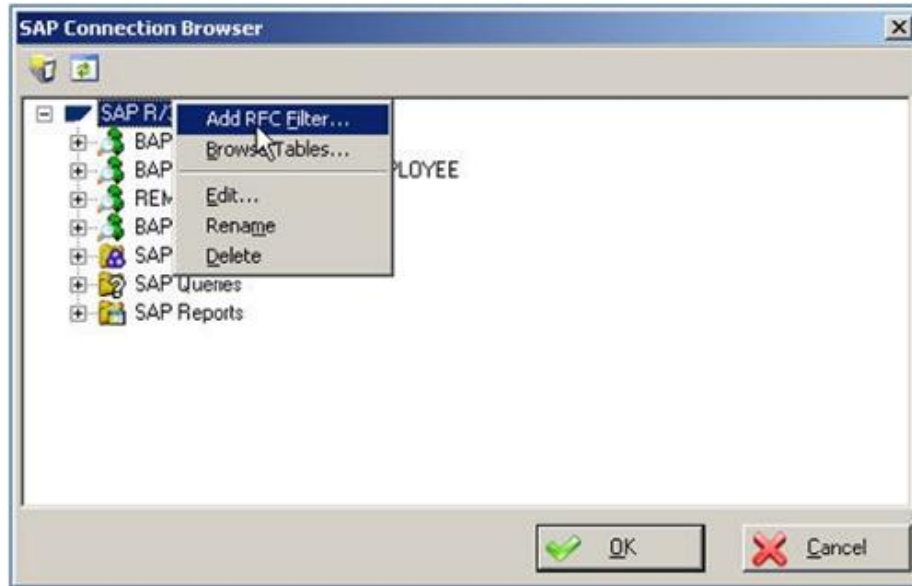 SAP Connection Browser
SAP R/3
Add RFC Filter...
BAP
Browse Tables...
BAP PLOYEE
REM
Edit...
BAP
Rename
SAP
Delete
SAP Queries
SAP Reports
OK
Cancel